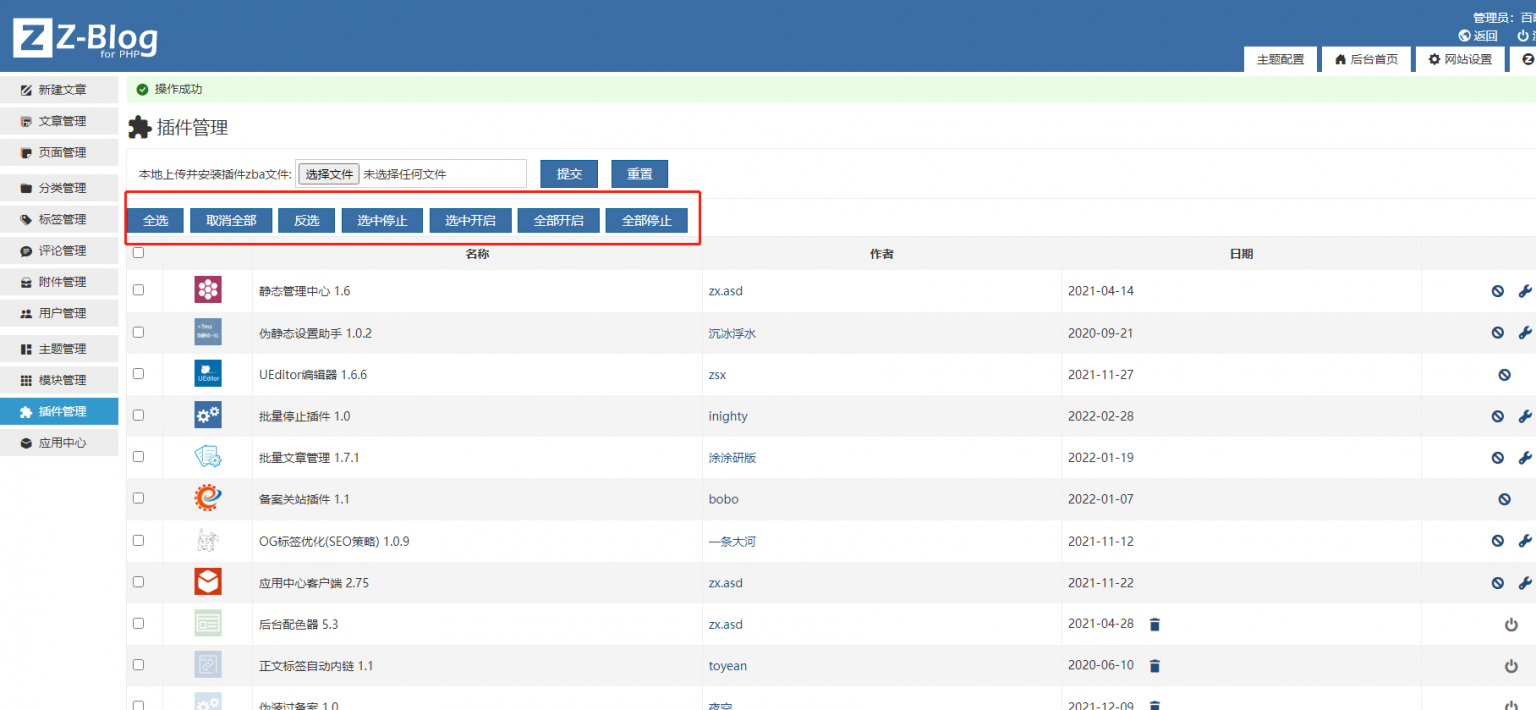 Z Z-Blog
for PHP
管理员：百
返回
主题配置 后台首页 网站设置
新建文章
文章管理
页面管理
分类管理
标签管理
评论管理
附件管理
用户管理
主题管理
模块管理
插件管理
应用中心
操作成功
插件管理
本地上传并安装插件zba文件: 选择文件 未选择任何文件 提交 重置
全选 取消全部 反选 选中停止 选中开启 全部开启 全部停止
名称 作者 日期
静态管理中心 1.6 zx.asd 2021-04-14
伪静态设置助手 1.0.2 沉冰浮水 2020-09-21
UEditor UEditor编辑器 1.6.6 zsx 2021-11-27
批量停止插件 1.0 inighty 2022-02-28
批量文章管理 1.7.1 涂涂研版 2022-01-19
备案关站插件 1.1 bobo 2022-01-07
OG标签优化(SEO策略) 1.0.9 一条大河 2021-11-12
应用中心客户端 2.75 zx.asd 2021-11-22
后台配色器 5.3 zx.asd 2021-04-28
正文标签自动内链 1.1 toyean 2020-06-10
伪装过备案 1.0 夜空 2021-12-09